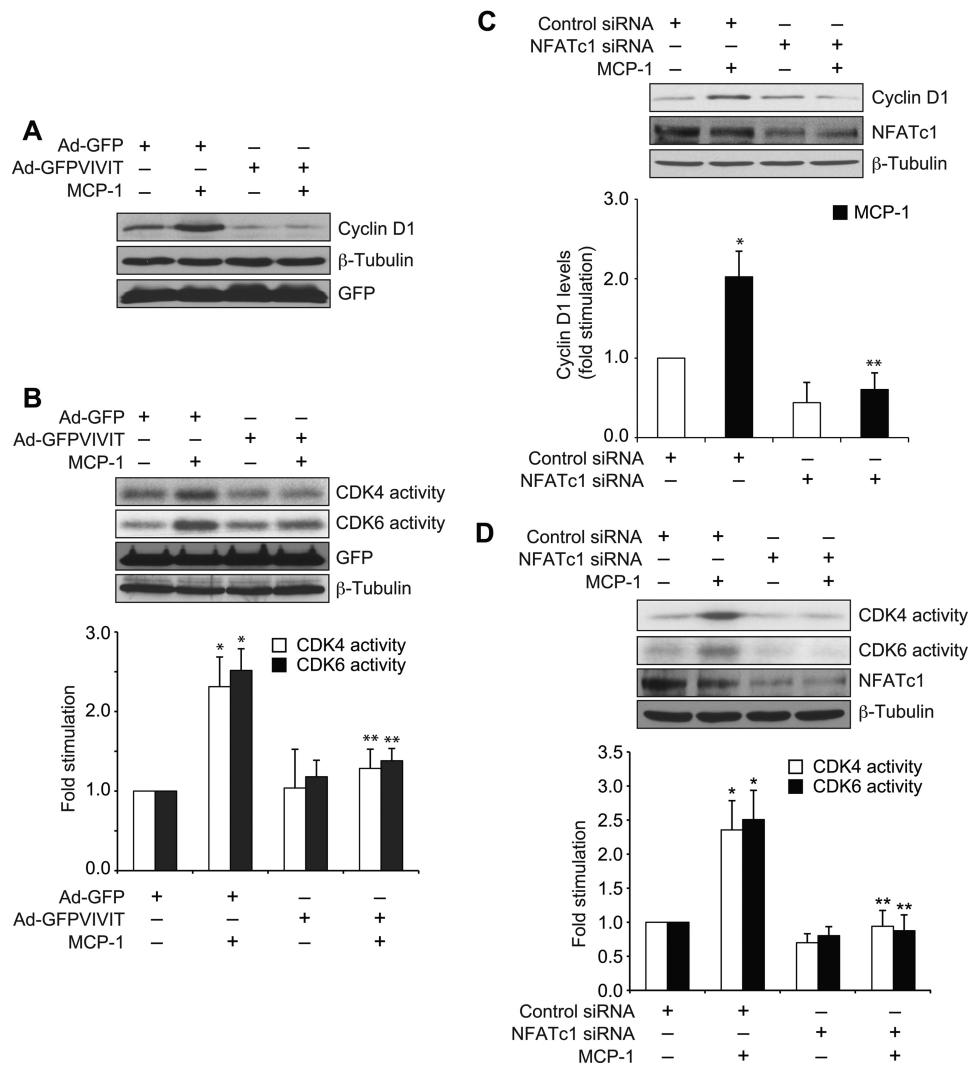 A
Ad-GFP + + – –
Ad-GFPVIVIT – – + +
MCP-1 – + – +
Cyclin D1
β-Tubulin
GFP
B
Ad-GFP + + – –
Ad-GFPVIVIT – – + +
MCP-1 – + – +
CDK4 activity
CDK6 activity
GFP
β-Tubulin
3.0
2.0
1.0
0.0
Fold stimulation
CDK4 activity
CDK6 activity
* *
** **
Ad-GFP + + – –
Ad-GFPVIVIT – – + +
MCP-1 – + – +
C
Control siRNA + + – –
NFATc1 siRNA – – + +
MCP-1 – + – +
Cyclin D1
NFATc1
β-Tubulin
3.0
2.0
1.0
0.0
Cyclin D1 levels
(fold stimulation)
MCP-1
*
**
Control siRNA + + – –
NFATc1 siRNA – – + +
D
Control siRNA + + – –
NFATc1 siRNA – – + +
MCP-1 – + – +
CDK4 activity
CDK6 activity
NFATc1
β-Tubulin
3.5
3.0
2.5
2.0
1.5
1.0
0.5
0.0
Fold stimulation
CDK4 activity
CDK6 activity
* *
** **
Control siRNA + + – –
NFATc1 siRNA – – + +
MCP-1 – + – +